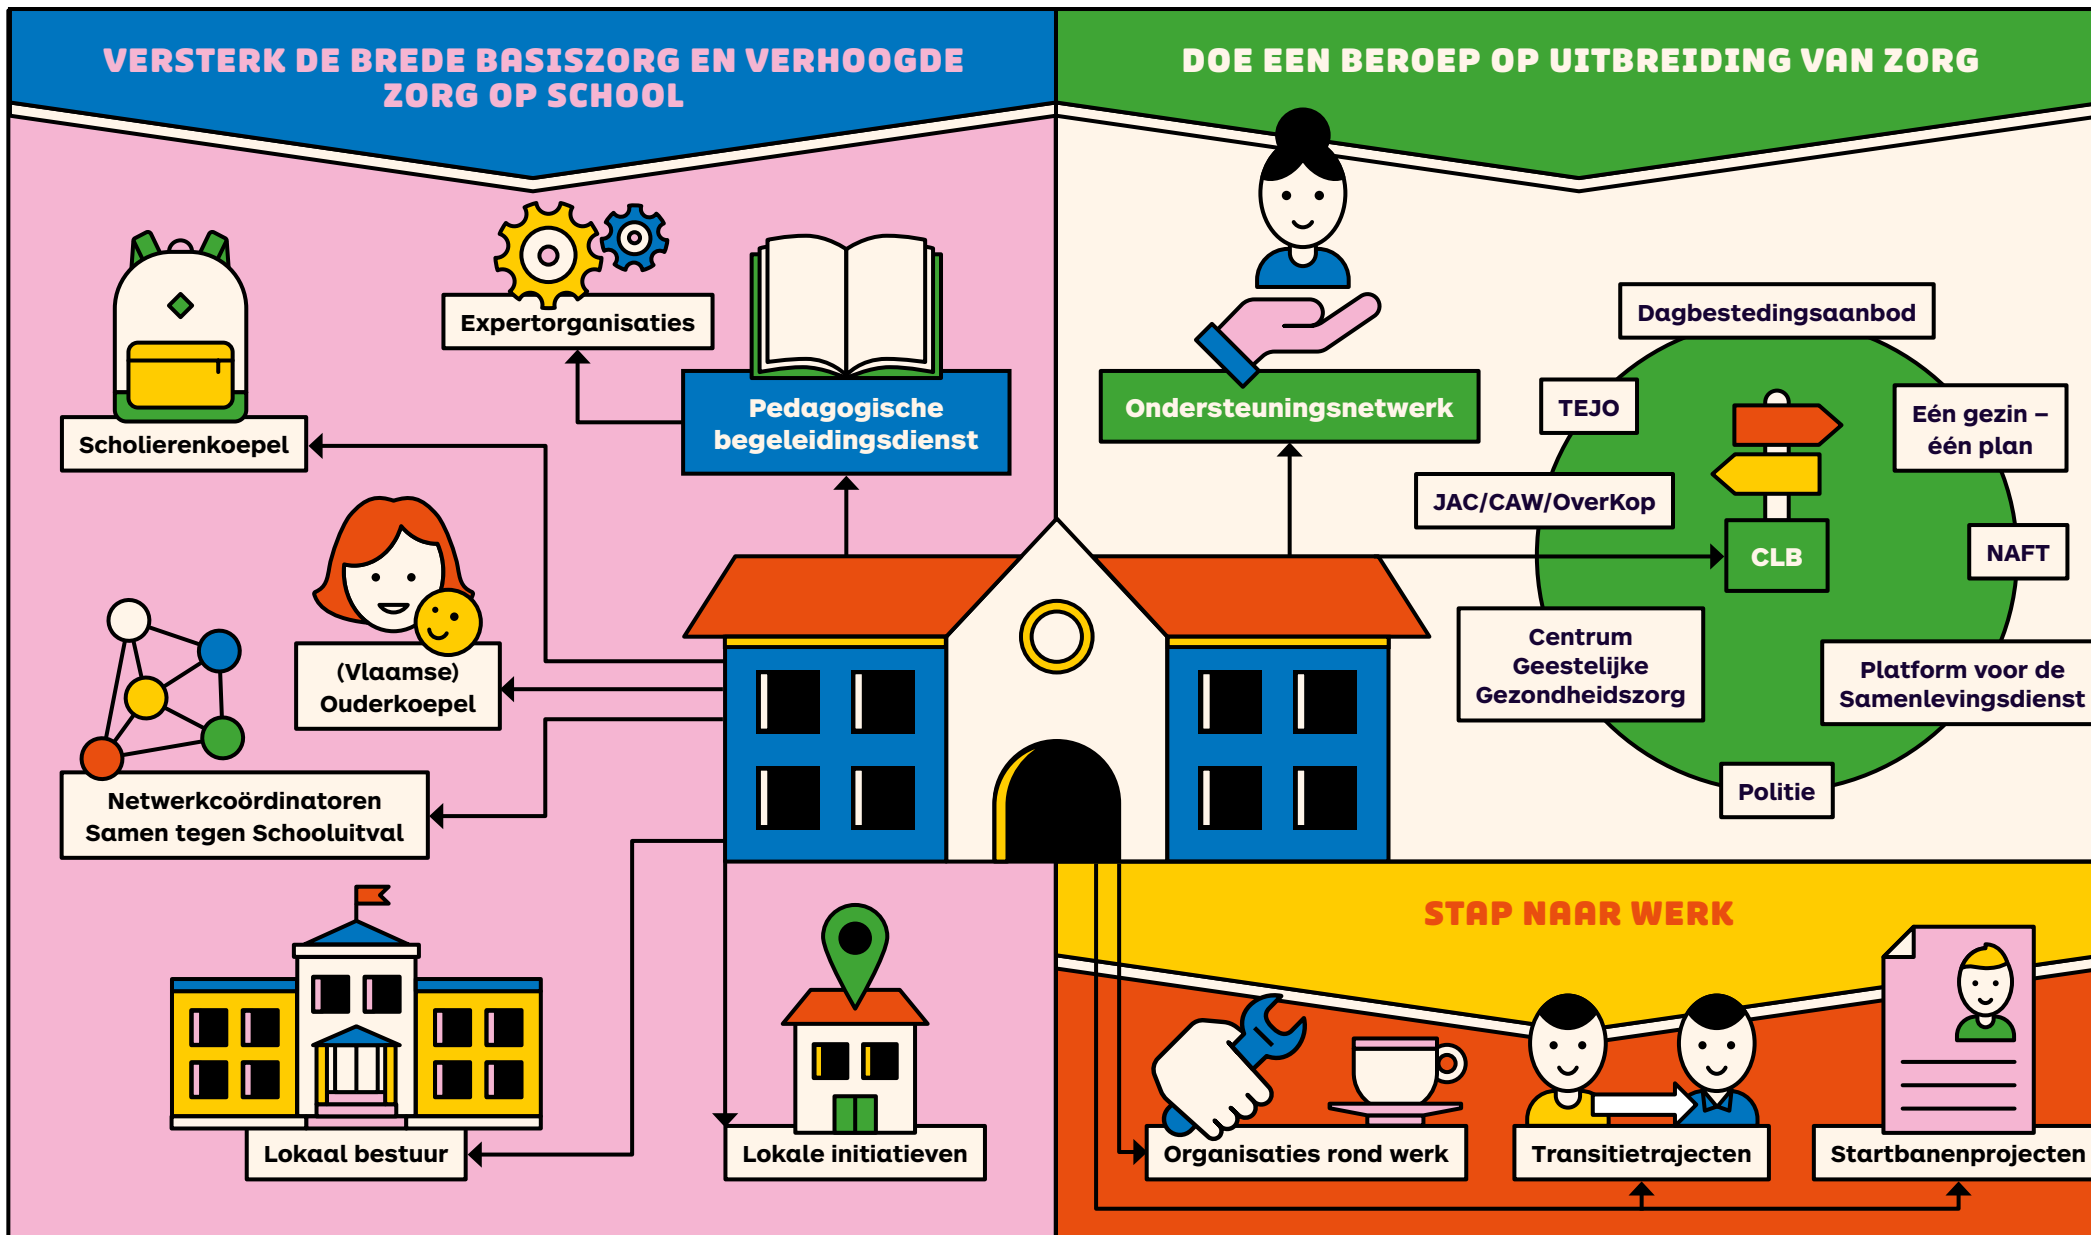 VERSTERK DE BREDE BASISZORG EN VERHOOGDE
ZORG OP SCHOOL
Expertorganisaties
Pedagogische
begeleidingsdienst
Scholierenkoepel
(Vlaamse)
Ouderkoepel
Netwerkcoördinatoren
Samen tegen Schooluitval
Lokaal bestuur
Lokale initiatieven
DOE EEN BEROEP OP UITBREIDING VAN ZORG
Ondersteuningsnetwerk
Dagbestedingsaanbod
TEJO
Eén gezin –
één plan
JAC/CAW/OverKop
CLB
NAFT
Centrum
Geestelijke
Gezondheidszorg
Platform voor de
Samenlevingsdienst
Politie
STAP NAAR WERK
Organisaties rond werk
Transitietrajecten
Startbanenprojecten